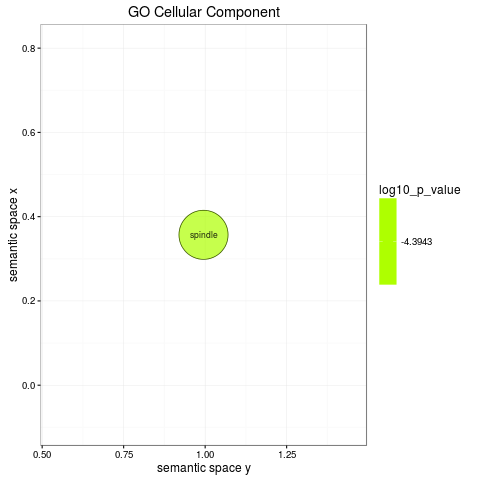 GO Cellular Component
0.8
0.6
0.4
0.2
0.0
semantic space x
spindle
0.50
0.75
1.00
1.25
semantic space y
log10_p_value
-4.3943